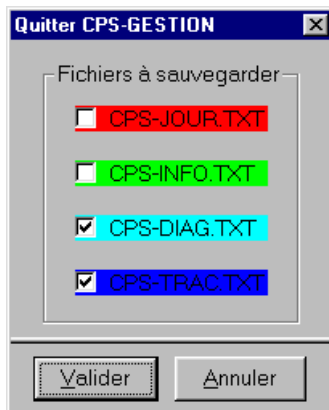 Quitter CPS-GESTION
Fichiers à sauvegarder
CPS-JOUR.TXT
CPS-INFO.TXT
CPS-DIAG.TXT
CPS-TRAC.TXT
Valider Annuler